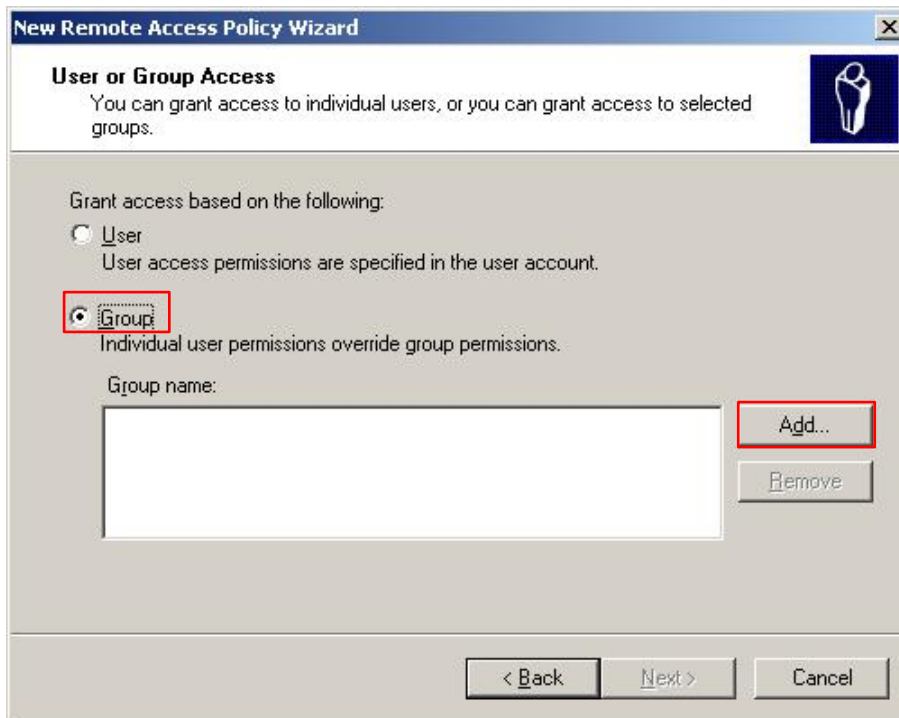 New Remote Access Policy Wizard
User or Group Access
You can grant access to individual users, or you can grant access to selected
groups.
Grant access based on the following:
User
User access permissions are specified in the user account.
Group
Individual user permissions override group permissions.
Group name:
Add...
Remove
< Back
Next >
Cancel